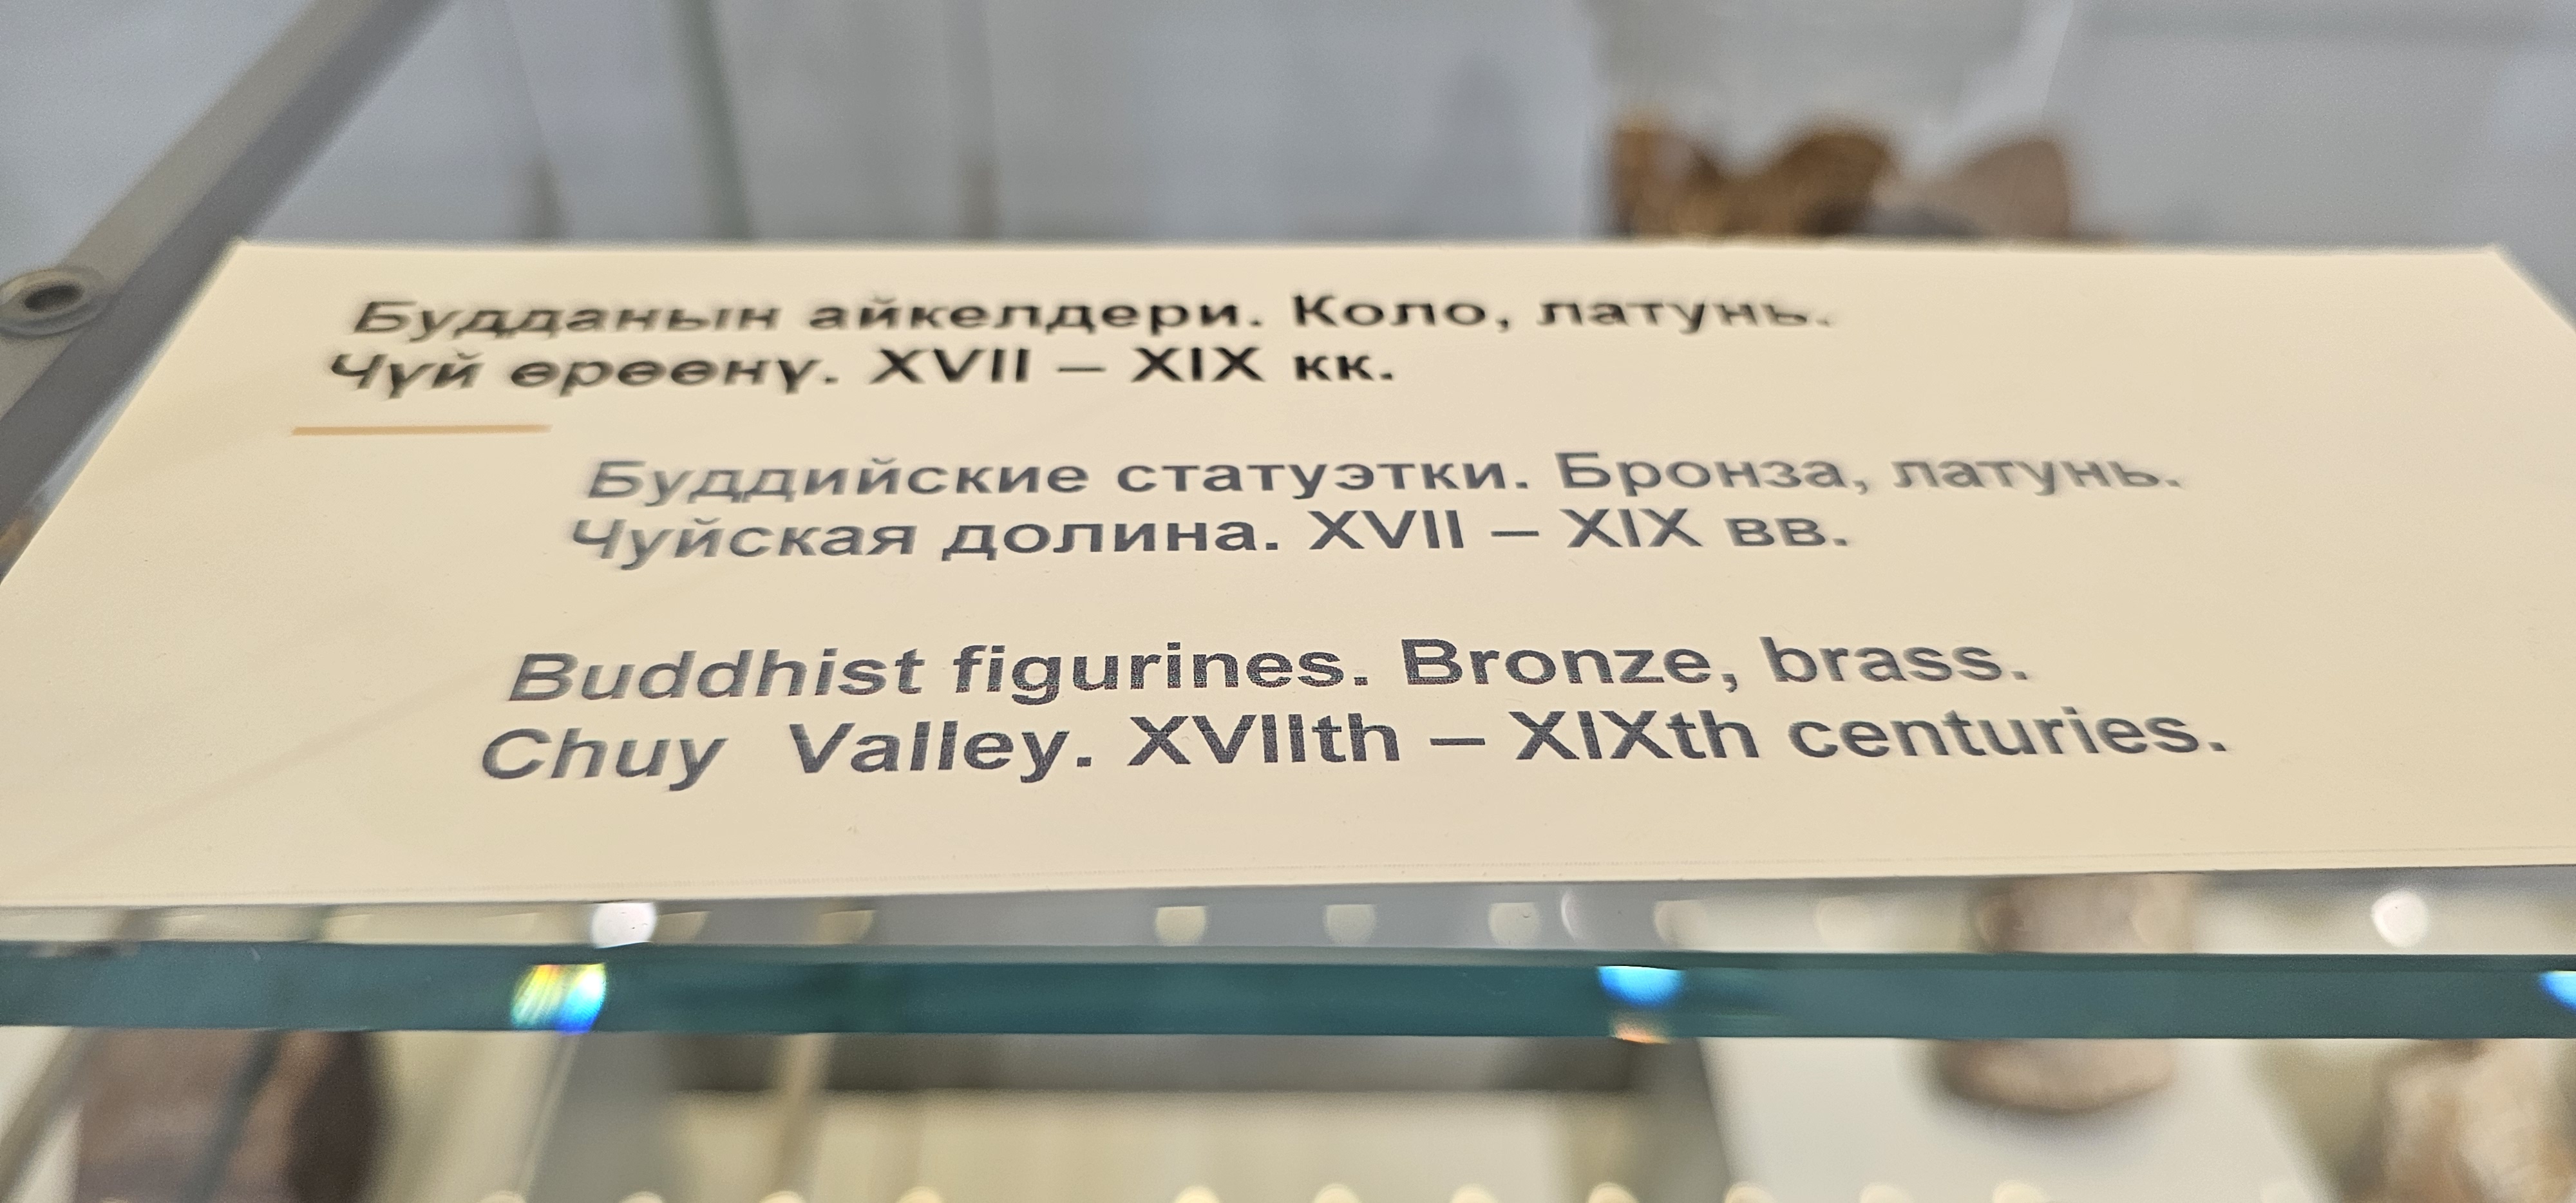 Будданын айкелдери. Коло, латунь.
Чүй өрөөнү. XVII – XIX кк.
Буддийские статуэтки. Бронза, латунь.
Чуйская долина. XVII – XIX вв.
Buddhist figurines. Bronze, brass.
Chuy Valley. XVIIth – XIXth centuries.